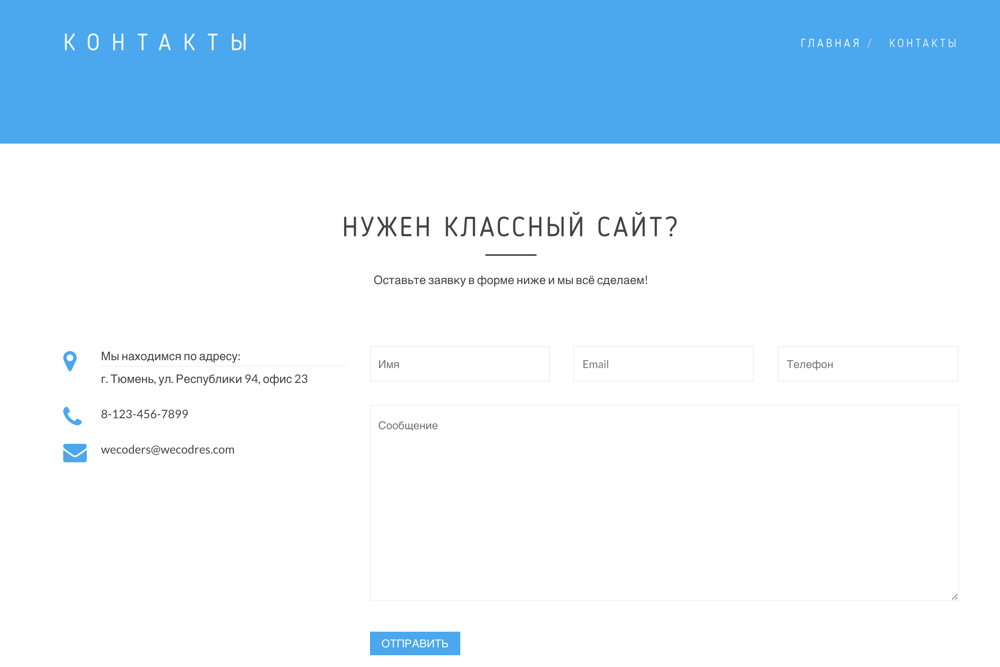 КОНТАКТЫ
ГЛАВНАЯ / КОНТАКТЫ
НУЖЕН КЛАССНЫЙ САЙТ?
Оставьте заявку в форме ниже и мы всё сделаем!
Мы находимся по адресу:
г. Тюмень, ул. Республики 94, офис 23
8-123-456-7899
wecoders@wecodres.com
Имя
Email
Телефон
Сообщение
ОТПРАВИТЬ